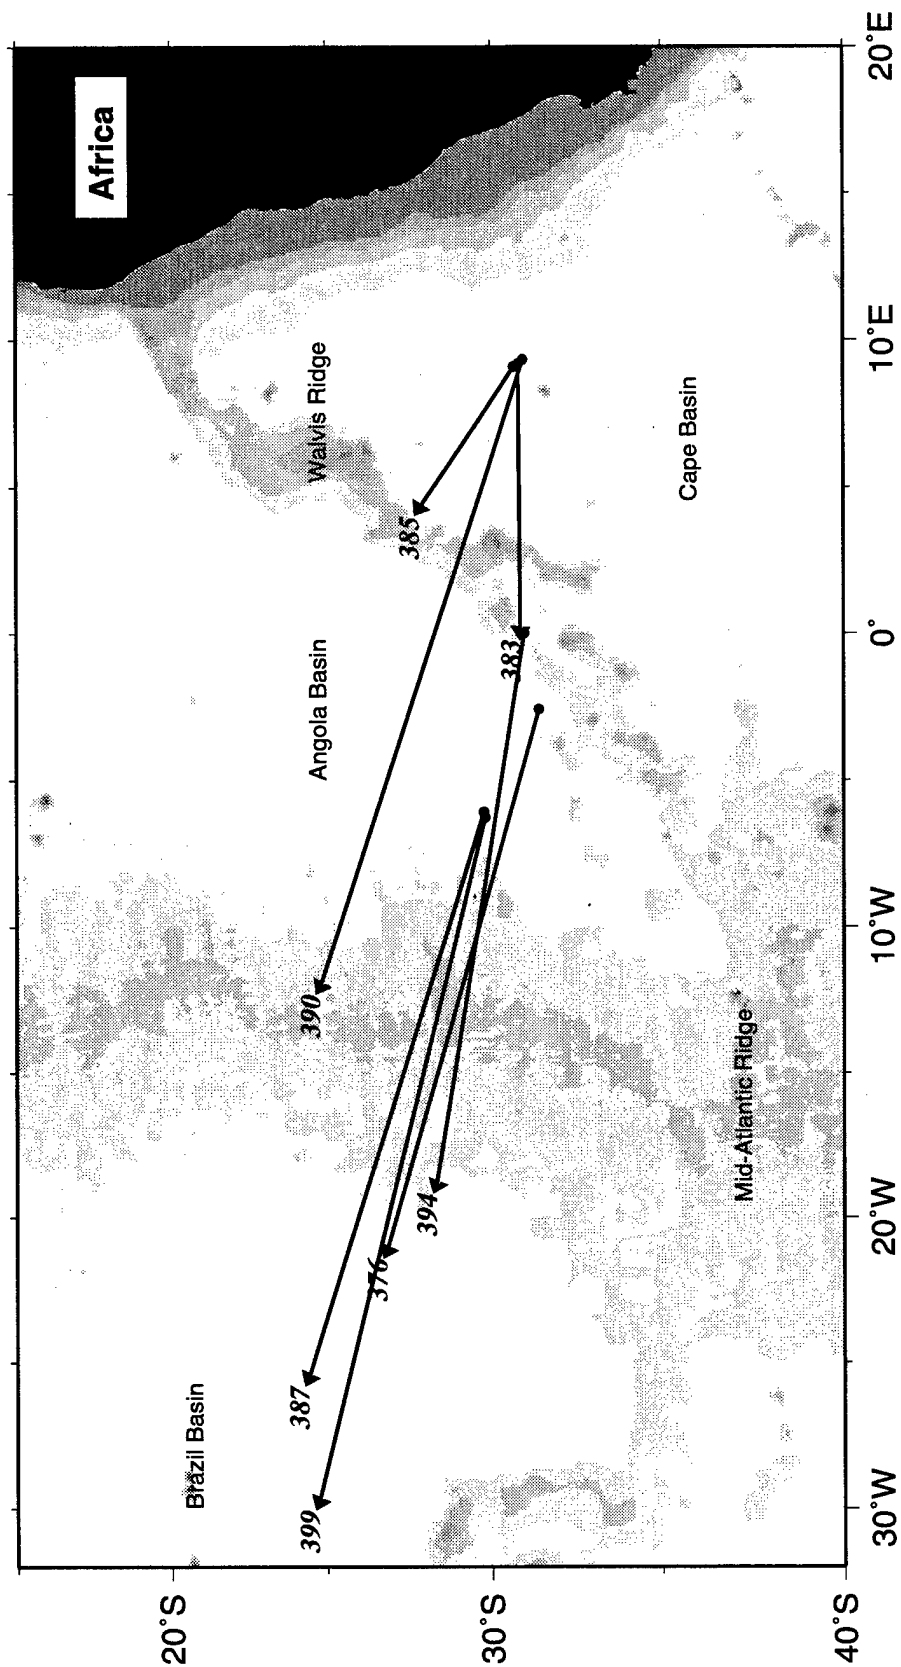 Africa
Walvis Ridge
Angola Basin
Brazil Basin
Cape Basin
Mid-Atlantic Ridge
385
383
390
394
376
387
399
20°S
30°S
40°S
30°W
20°W
10°W
0°
10°E
20°E